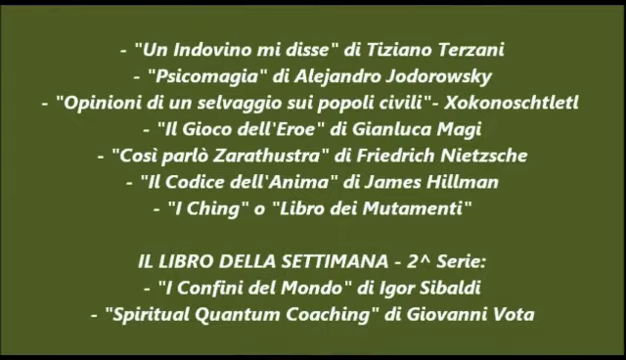 - "Un Indovino mi disse" di Tiziano Terzani
- "Psicomagia" di Alejandro Jodorowsky
- "Opinioni di un selvaggio sui popoli civili"- Xokonoschtletl
- "Il Gioco dell'Eroe" di Gianluca Magi
- "Così parlò Zarathustra" di Friedrich Nietzsche
- "Il Codice dell'Anima" di James Hillman
- "I Ching" o "Libro dei Mutamenti"
IL LIBRO DELLA SETTIMANA - 2^ Serie:
- "I Confini del Mondo" di Igor Sibaldi
- "Spiritual Quantum Coaching" di Giovanni Vota